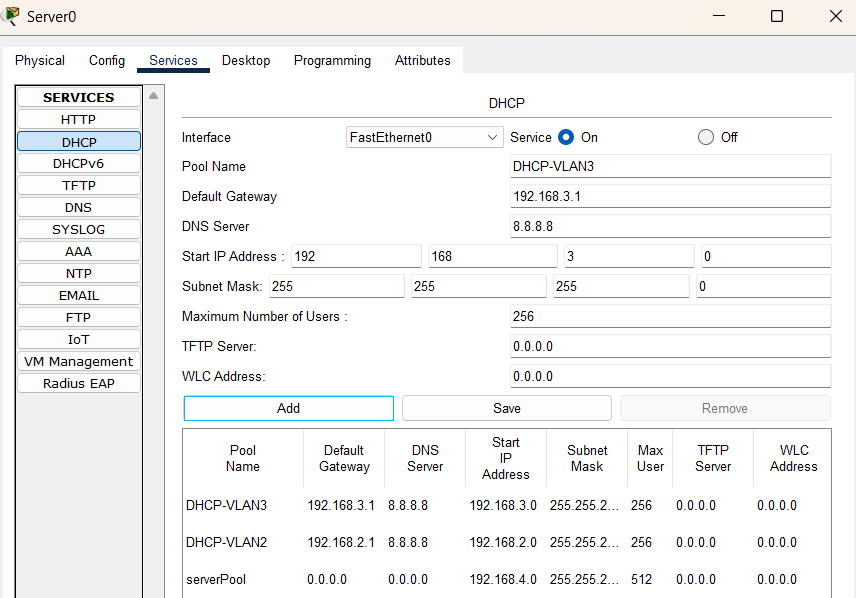 Server0
Physical Config Services Desktop Programming Attributes
SERVICES
HTTP
DHCP
DHCPv6
TFTP
DNS
SYSLOG
AAA
NTP
EMAIL
FTP
IoT
VM Management
Radius EAP
DHCP
Interface FastEthernet0 Service On Off
Pool Name DHCP-VLAN3
Default Gateway 192.168.3.1
DNS Server 8.8.8.8
Start IP Address : 192 168 3 0
Subnet Mask: 255 255 255 0
Maximum Number of Users : 256
TFTP Server: 0.0.0.0
WLC Address: 0.0.0.0
Add Save Remove
Pool Name Default Gateway DNS Server Start IP Address Subnet Mask Max User TFTP Server WLC Address
DHCP-VLAN3 192.168.3.1 8.8.8.8 192.168.3.0 255.255.2... 256 0.0.0.0 0.0.0.0
DHCP-VLAN2 192.168.2.1 8.8.8.8 192.168.2.0 255.255.2... 256 0.0.0.0 0.0.0.0
serverPool 0.0.0.0 0.0.0.0 192.168.4.0 255.255.2... 512 0.0.0.0 0.0.0.0